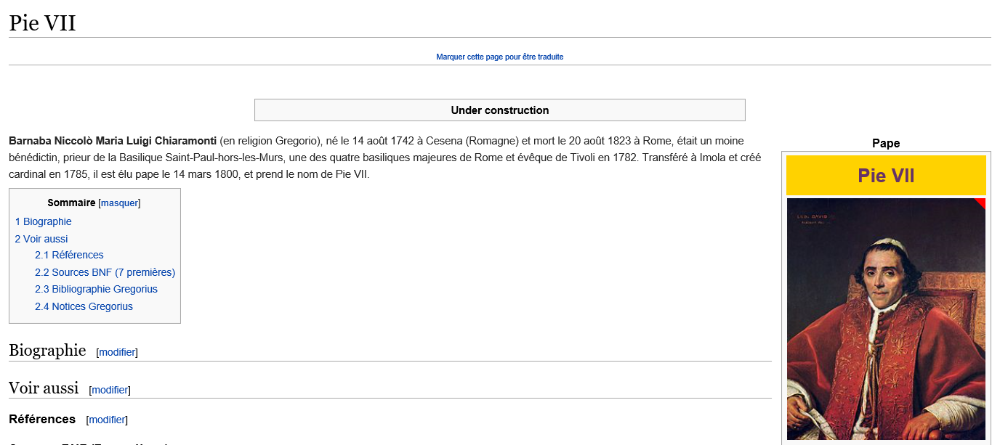 Pie VII
Marquer cette page pour être traduite
Under construction
Barnaba Niccolò Maria Luigi Chiaramonti (en religion Gregorio), né le 14 août 1742 à Cesena (Romagne) et mort le 20 août 1823 à Rome, était un moine
bénédictin, prieur de la Basilique Saint-Paul-hors-les-Murs, une des quatre basiliques majeures de Rome et évêque de Tivoli en 1782. Transféré à Imola et créé
cardinal en 1785, il est élu pape le 14 mars 1800, et prend le nom de Pie VII.
Sommaire [masquer]
1 Biographie
2 Voir aussi
2.1 Références
2.2 Sources BNF (7 premières)
2.3 Bibliographie Gregorius
2.4 Notices Gregorius
Biographie [modifier]
Voir aussi [modifier]
Références [modifier]
Pape
Pie VII
LUD. DAVID